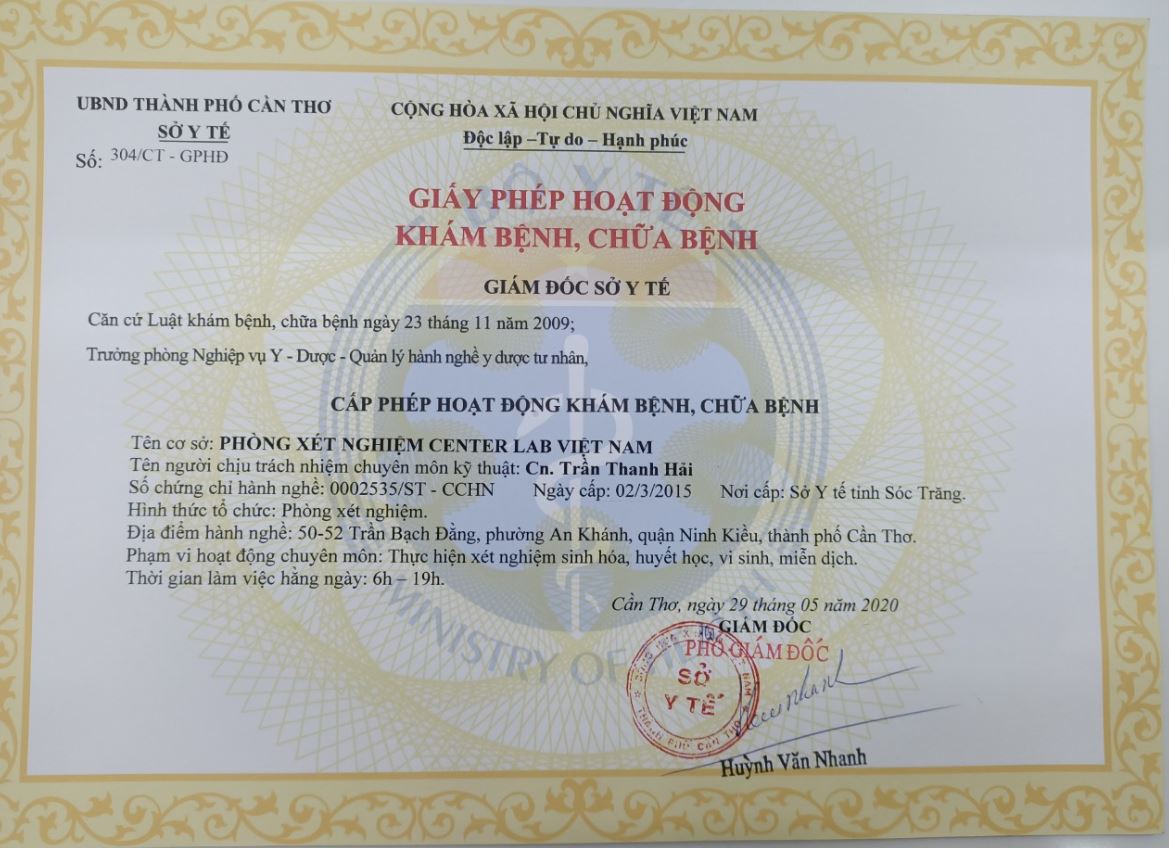 UBND THÀNH PHỐ CẦN THƠ
SỞ Y TẾ
Số: 304/CT - GPHĐ
CỘNG HÒA XÃ HỘI CHỦ NGHĨA VIỆT NAM
Độc lập –Tự do – Hạnh phúc
BỘ Y TẾ
GIẤY PHÉP HOẠT ĐỘNG
KHÁM BỆNH, CHỮA BỆNH
GIÁM ĐỐC SỞ Y TẾ
Căn cứ Luật khám bệnh, chữa bệnh ngày 23 tháng 11 năm 2009;
Trưởng phòng Nghiệp vụ Y - Dược - Quản lý hành nghề y dược tư nhân,
CẤP PHÉP HOẠT ĐỘNG KHÁM BỆNH, CHỮA BỆNH
Tên cơ sở: PHÒNG XÉT NGHIỆM CENTER LAB VIỆT NAM
Tên người chịu trách nhiệm chuyên môn kỹ thuật: Cn. Trần Thanh Hải
Số chứng chỉ hành nghề: 0002535/ST - CCHN Ngày cấp: 02/3/2015 Nơi cấp: Sở Y tế tỉnh Sóc Trăng.
Hình thức tổ chức: Phòng xét nghiệm.
Địa điểm hành nghề: 50-52 Trần Bạch Đằng, phường An Khánh, quận Ninh Kiều, thành phố Cần Thơ.
Phạm vi hoạt động chuyên môn: Thực hiện xét nghiệm sinh hóa, huyết học, vi sinh, miễn dịch.
Thời gian làm việc hằng ngày: 6h – 19h.
MINISTRY OF
Cần Thơ, ngày 29 tháng 05 năm 2020
GIÁM ĐỐC
PHÓ GIÁM ĐỐC
SỞ
Y TẾ
THÀNH PHỐ CẦN THƠ
Huỳnh Văn Nhanh